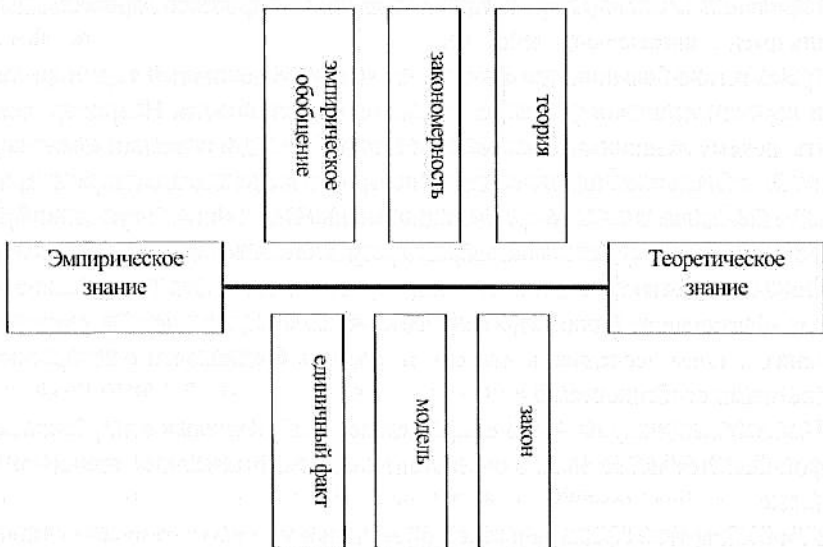 эмпирическое
обобщение
закономерность
теория
Эмпирическое
знание
Теоретическое
знание
единичный факт
модель
закон